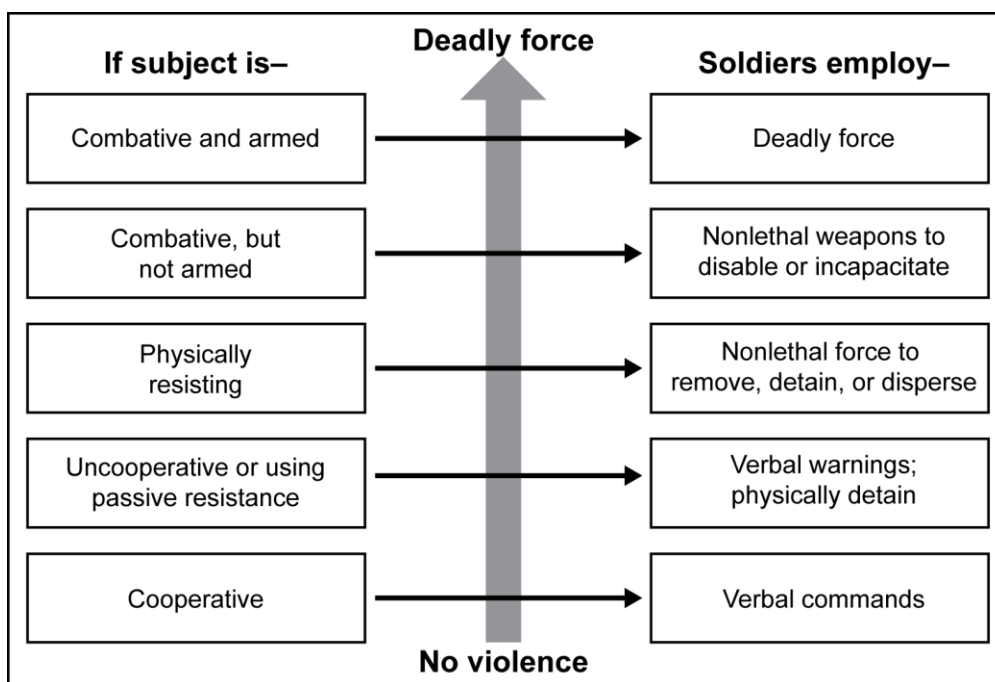 Deadly force
If subject is–
Soldiers employ–
Combative and armed
Deadly force
Combative, but
not armed
Nonlethal weapons to
disable or incapacitate
Physically
resisting
Nonlethal force to
remove, detain, or disperse
Uncooperative or using
passive resistance
Verbal warnings;
physically detain
Cooperative
Verbal commands
No violence